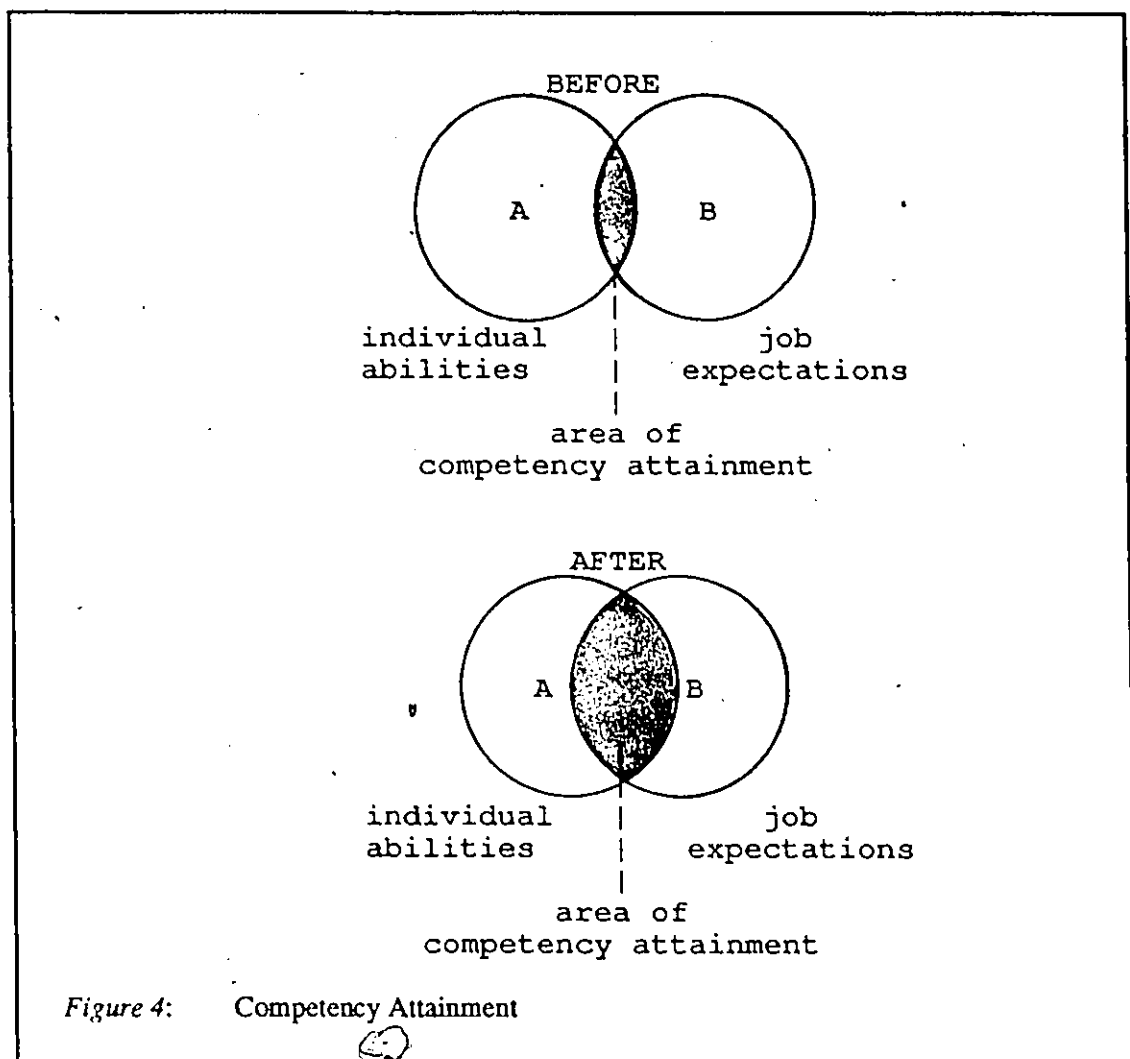 BEFORE
A B
individual job
abilities expectations
area of
competency attainment
AFTER
A B
individual job
abilities expectations
area of
competency attainment
Figure 4: Competency Attainment